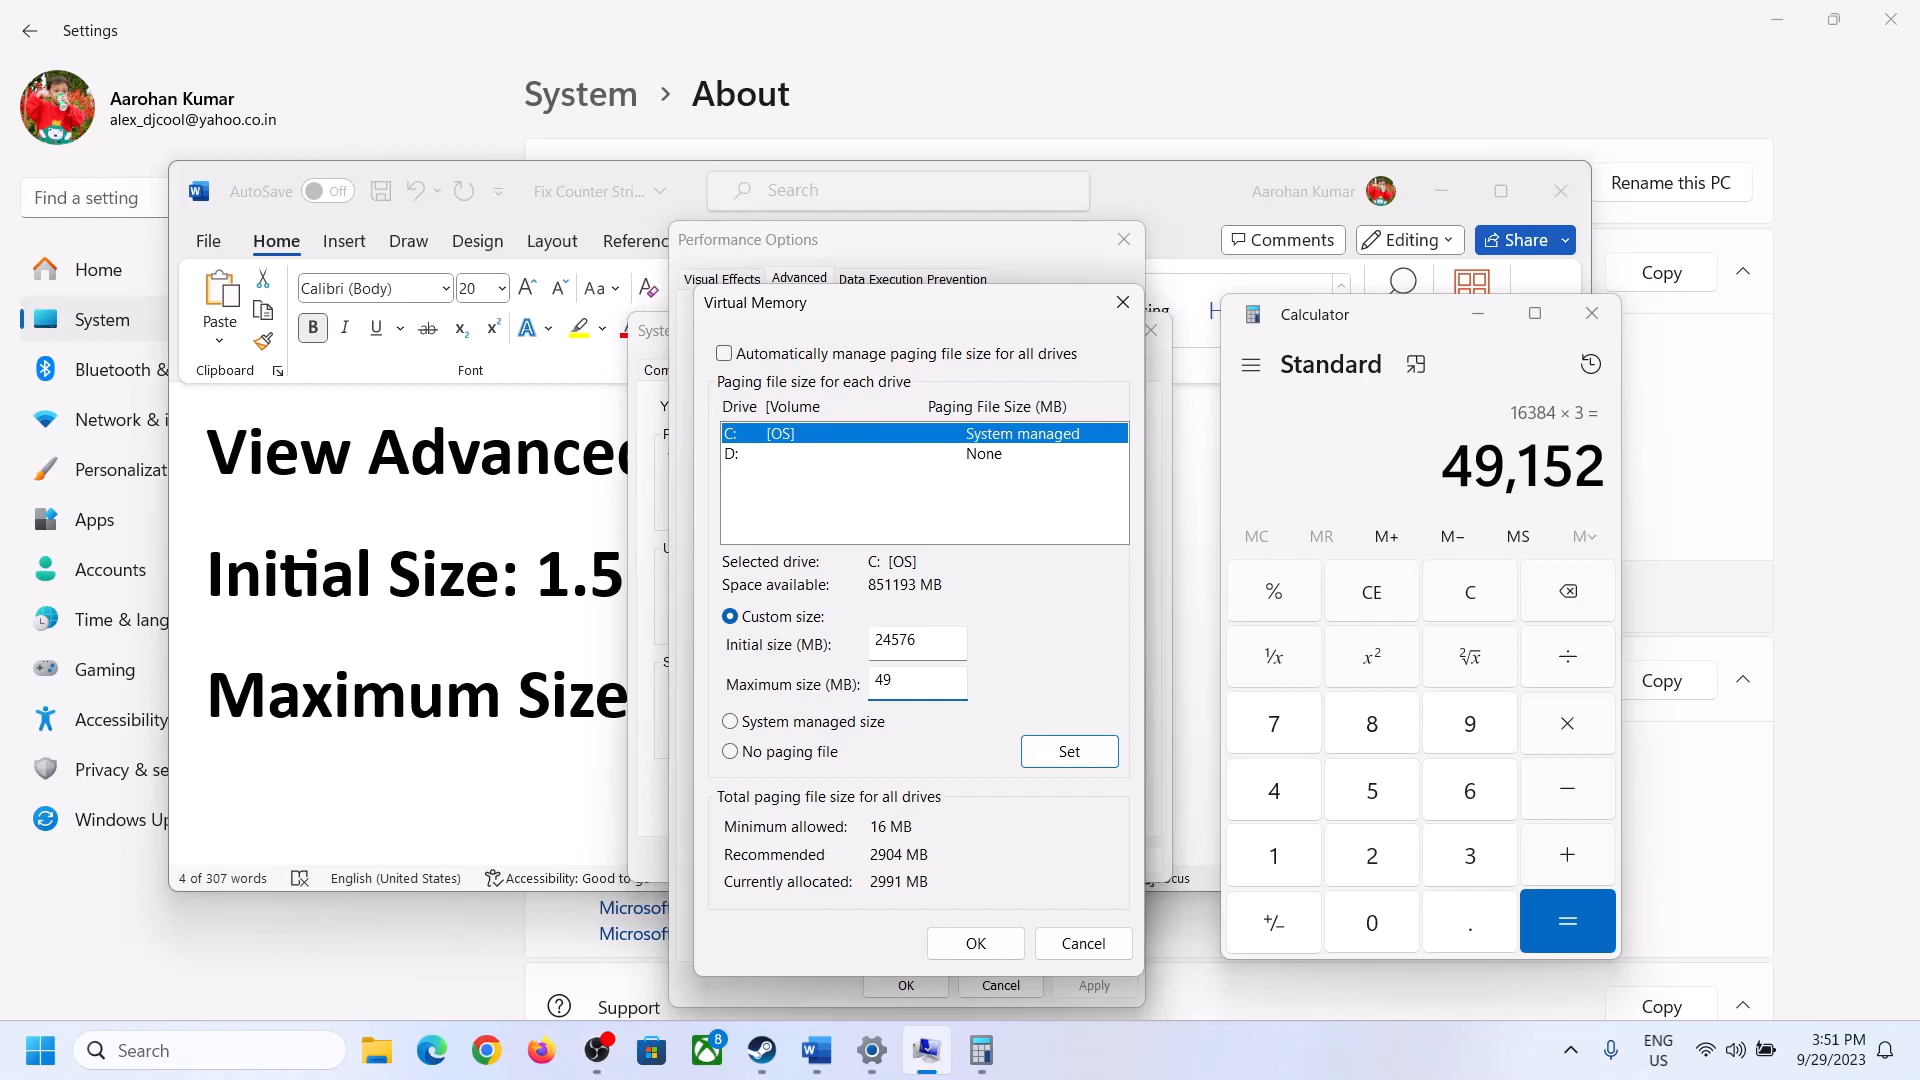 Settings
Aarohan Kumar
alex_djcool@yahoo.co.in
Find a setting
Home
System
Bluetooth &
Network & i
Personalizat
Apps
Accounts
Time & lang
Gaming
Accessibility
Privacy & se
Windows Up
System > About
Rename this PC
Copy
Copy
Support
Copy
AutoSave Off
Fix Counter Stri...
Search
Aarohan Kumar
File Home Insert Draw Design Layout Referenc
Comments Editing Share
Paste
Calibri (Body) 20
Clipboard Font
View Advanced
Initial Size: 1.5
Maximum Size
4 of 307 words English (United States) Accessibility: Good to
Microsof
Microsof
Syste
Com
Performance Options
Visual Effects Advanced Data Execution Prevention
OK Cancel Apply
Virtual Memory
Automatically manage paging file size for all drives
Paging file size for each drive
Drive [Volume Paging File Size (MB)
C: [OS] System managed
D: None
Selected drive: C: [OS]
Space available: 851193 MB
Custom size:
Initial size (MB): 24576
Maximum size (MB): 49
System managed size
No paging file
Set
Total paging file size for all drives
Minimum allowed: 16 MB
Recommended 2904 MB
Currently allocated: 2991 MB
OK Cancel
Calculator
Standard
16384 × 3 =
49,152
MC MR M+ M− MS M
% CE C
¹/x x² ²√x ÷
7 8 9 ×
4 5 6 −
1 2 3 +
+/− 0 . =
Search
8
ENG
US
3:51 PM
9/29/2023